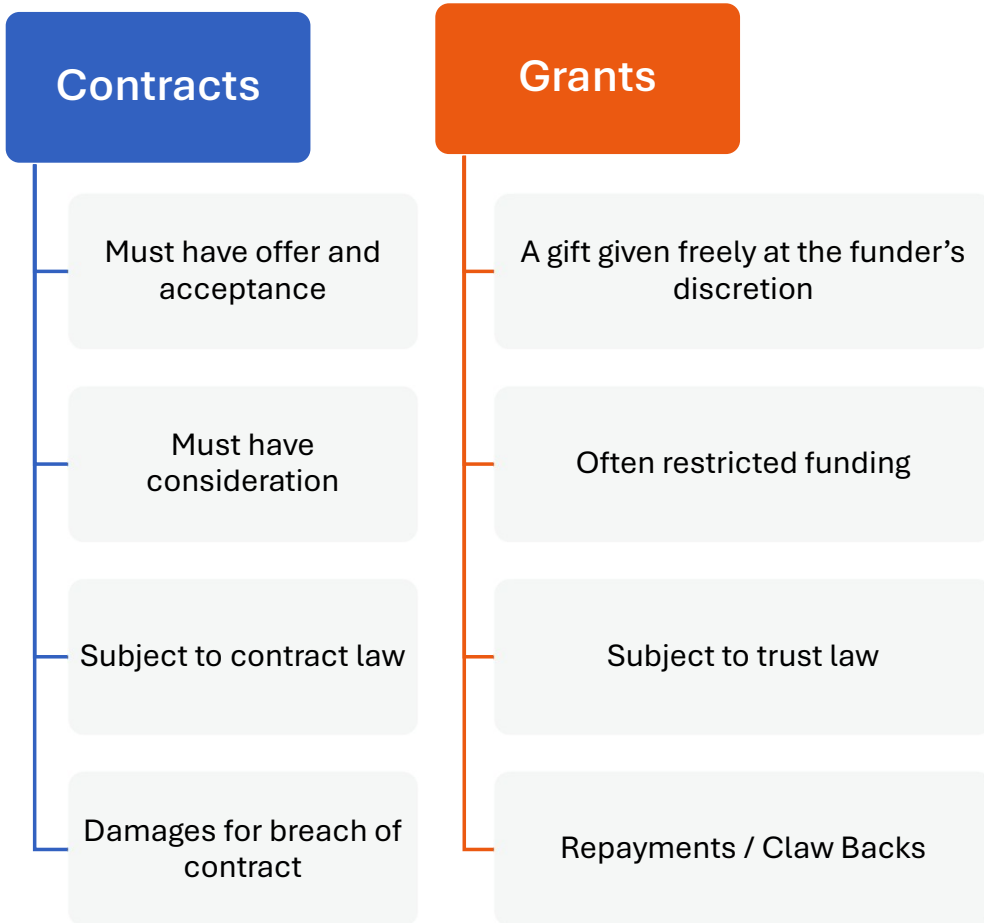 Contracts
Must have offer and
acceptance
Must have
consideration
Subject to contract law
Damages for breach of
contract
Grants
A gift given freely at the funder’s
discretion
Often restricted funding
Subject to trust law
Repayments / Claw Backs